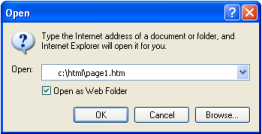 Open
Type the Internet address of a document or folder, and
Internet Explorer will open it for you.
Open: c:\html\page1.htm
Open as Web Folder
OK Cancel Browse...